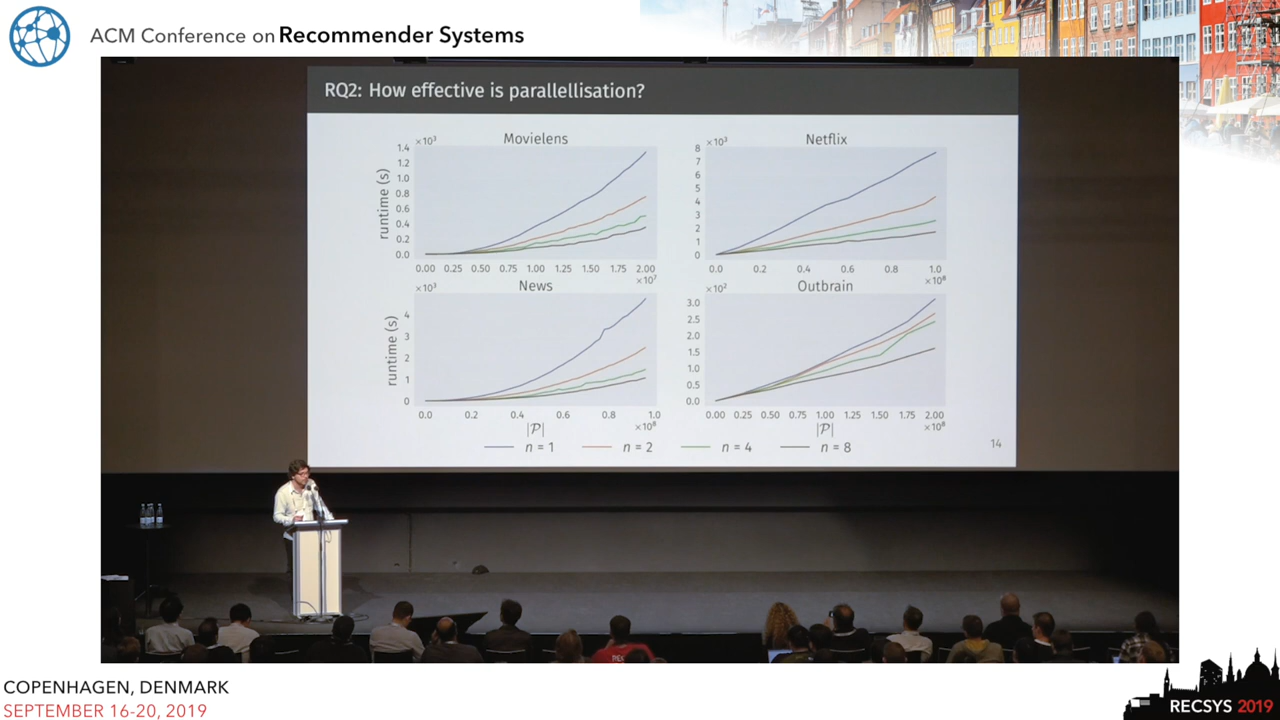 ACM Conference on Recommender Systems
RQ2: How effective is parallellisation?
Movielens
×10³
1.4
1.2
1.0
0.8
0.6
0.4
0.2
0.0
runtime (s)
0.00 0.25 0.50 0.75 1.00 1.25 1.50 1.75 2.00
×10⁷
Netflix
×10³
8
7
6
5
4
3
2
1
0
0.0 0.2 0.4 0.6 0.8 1.0
×10⁸
News
×10³
4
3
2
1
0
runtime (s)
0.0 0.2 0.4 0.6 0.8 1.0
|P|
×10⁸
Outbrain
×10²
3.0
2.5
2.0
1.5
1.0
0.5
0.0
0.00 0.25 0.50 0.75 1.00 1.25 1.50 1.75 2.00
|P|
×10⁸
n = 1 n = 2 n = 4 n = 8
14
COPENHAGEN, DENMARK
SEPTEMBER 16-20, 2019
RECSYS 2019